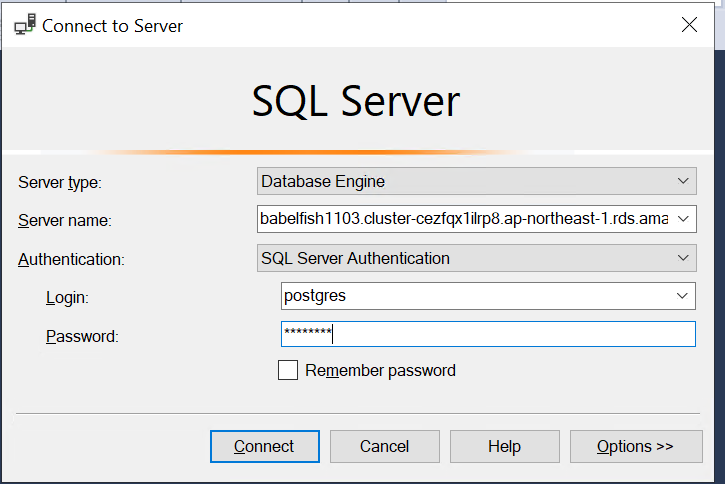 Connect to Server
SQL Server
Server type: Database Engine
Server name: babelfish1103.cluster-cezfqx1ilrp8.ap-northeast-1.rds.ama
Authentication: SQL Server Authentication
Login: postgres
Password: ********
Remember password
Connect Cancel Help Options >>